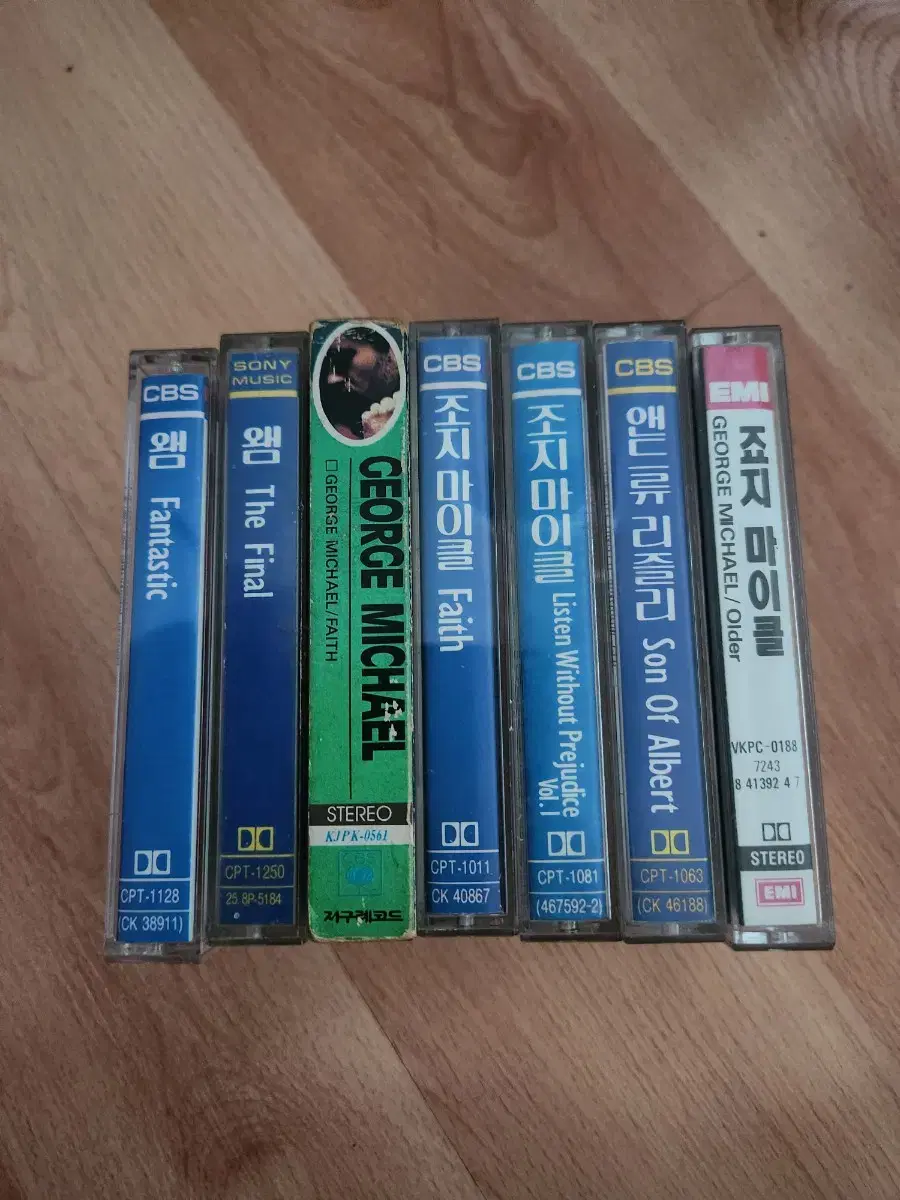 CBS
왬 Fantastic
CPT-1128
(CK 38911)
SONY
MUSIC
왬 The Final
CPT-1250
25.8P-5184
GEORGE MICHAEL
□ GEORGE MICHAEL/FAITH
STEREO
KJPK-0561
지구레코드
CBS
조지 마이클 Faith
CPT-1011
CK 40867
CBS
조지 마이클 Listen Without Prejudice
Vol. 1
CPT-1081
(467592-2)
CBS
앤드류 리즐리 Son Of Albert
CPT-1063
(CK 46188)
EMI
죠지 마이클
GEORGE MICHAEL/Older
VKPC-0188
7243
8 41392 4 7
STEREO
EMI